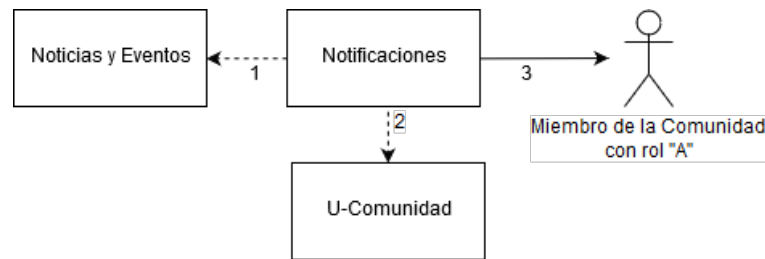 Noticias y Eventos
Notificaciones
1
3
2
Miembro de la Comunidad
con rol "A"
U-Comunidad